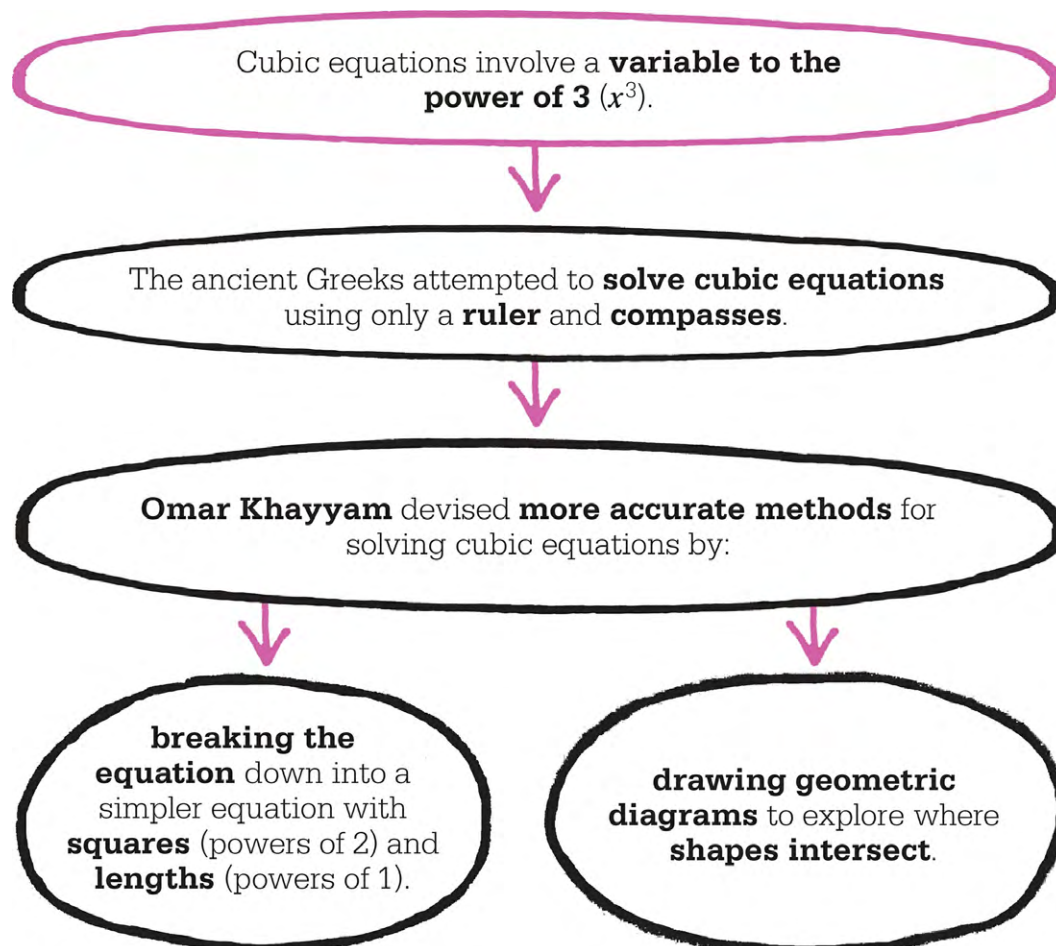 Cubic equations involve a variable to the
power of 3 (x³).
The ancient Greeks attempted to solve cubic equations
using only a ruler and compasses.
Omar Khayyam devised more accurate methods for
solving cubic equations by:
breaking the
equation down into a
simpler equation with
squares (powers of 2) and
lengths (powers of 1).
drawing geometric
diagrams to explore where
shapes intersect.